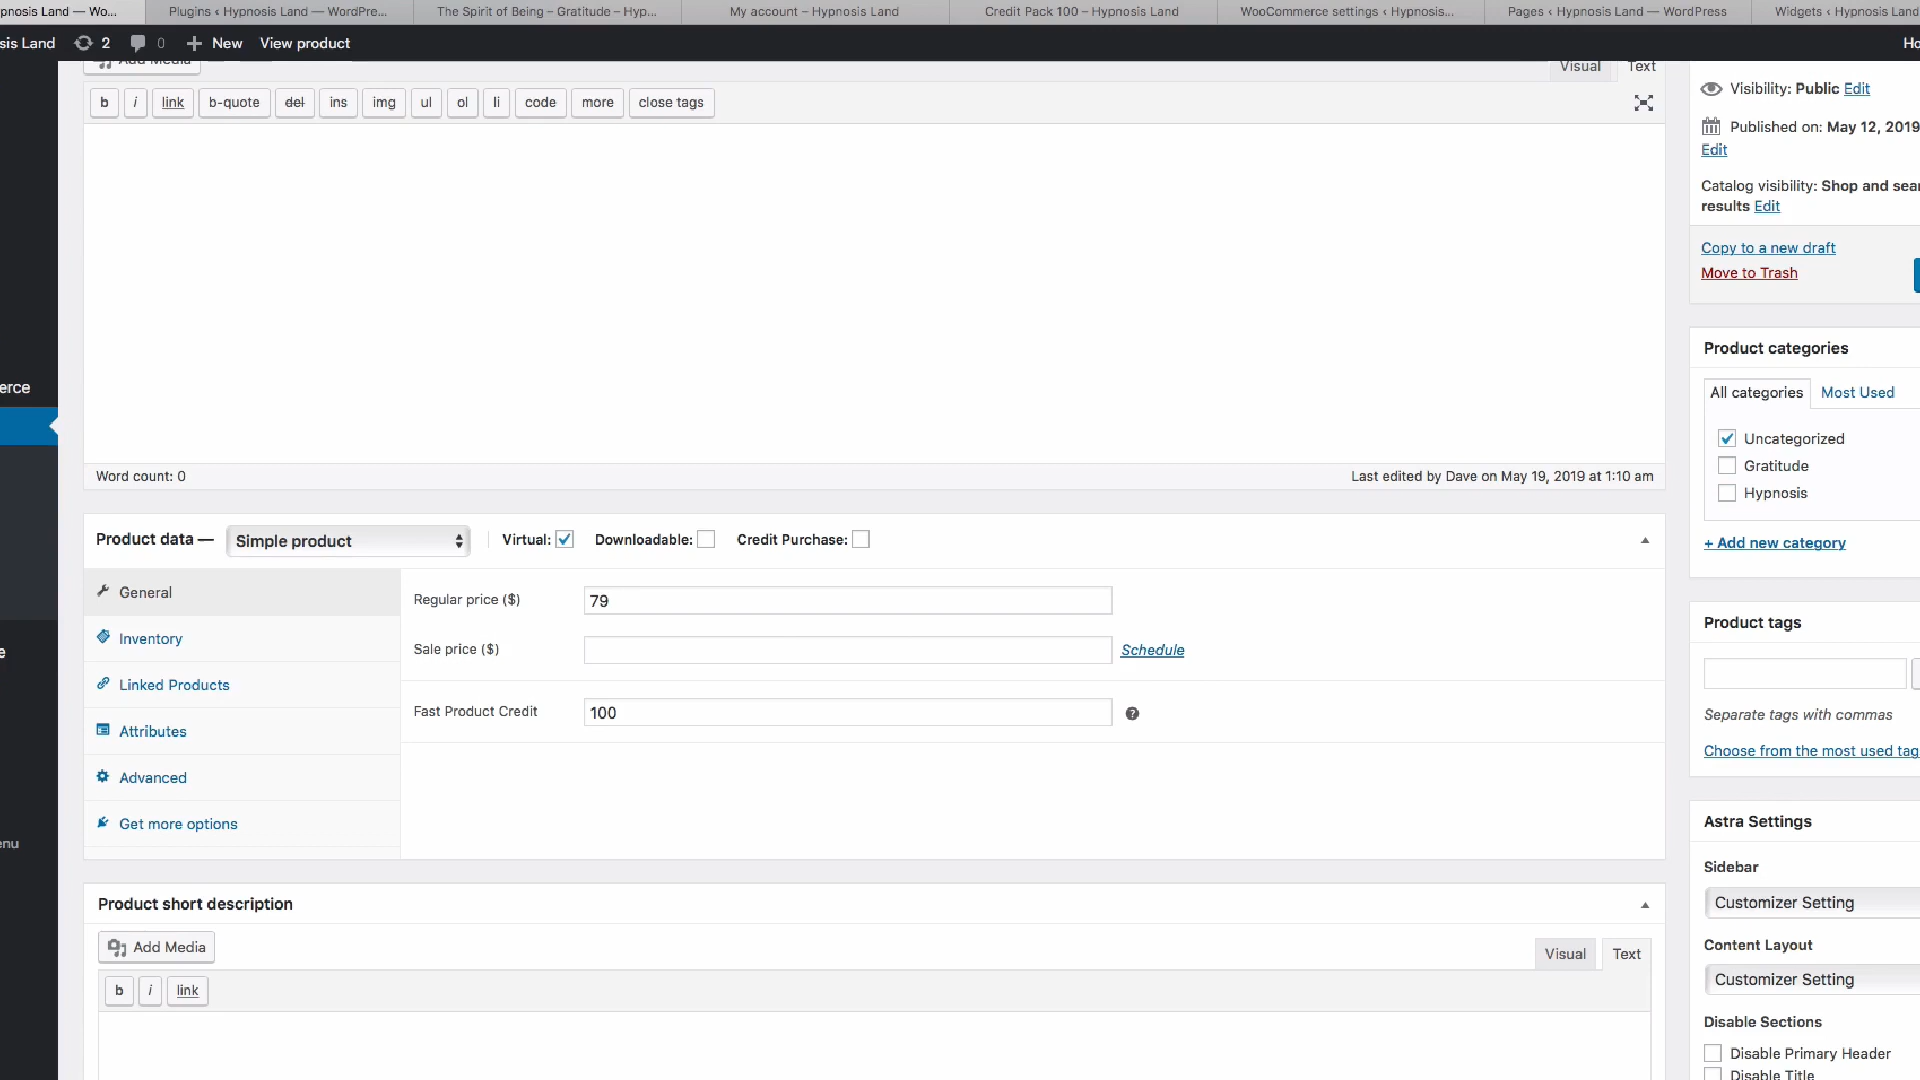 pnosis Land — Wo...
Plugins ‹ Hypnosis Land — WordPre...
The Spirit of Being – Gratitude – Hyp...
My account – Hypnosis Land
Credit Pack 100 – Hypnosis Land
WooCommerce settings ‹ Hypnosis...
Pages ‹ Hypnosis Land — WordPress
Widgets ‹ Hypnosis Land
sis Land
2
0
+ New
View product
Ho
Add Media
Visual
Text
b
i
link
b-quote
del
ins
img
ul
ol
li
code
more
close tags
Word count: 0
Last edited by Dave on May 19, 2019 at 1:10 am
erce
e
enu
Product data —
Simple product
Virtual:
Downloadable:
Credit Purchase:
General
Inventory
Linked Products
Attributes
Advanced
Get more options
Regular price ($)
79
Sale price ($)
Schedule
Fast Product Credit
100
?
Product short description
Add Media
Visual
Text
b
i
link
Visibility: Public Edit
Published on: May 12, 2019
Edit
Catalog visibility: Shop and sear
results Edit
Copy to a new draft
Move to Trash
Product categories
All categories
Most Used
Uncategorized
Gratitude
Hypnosis
+ Add new category
Product tags
Separate tags with commas
Choose from the most used tag
Astra Settings
Sidebar
Customizer Setting
Content Layout
Customizer Setting
Disable Sections
Disable Primary Header
Disable Title